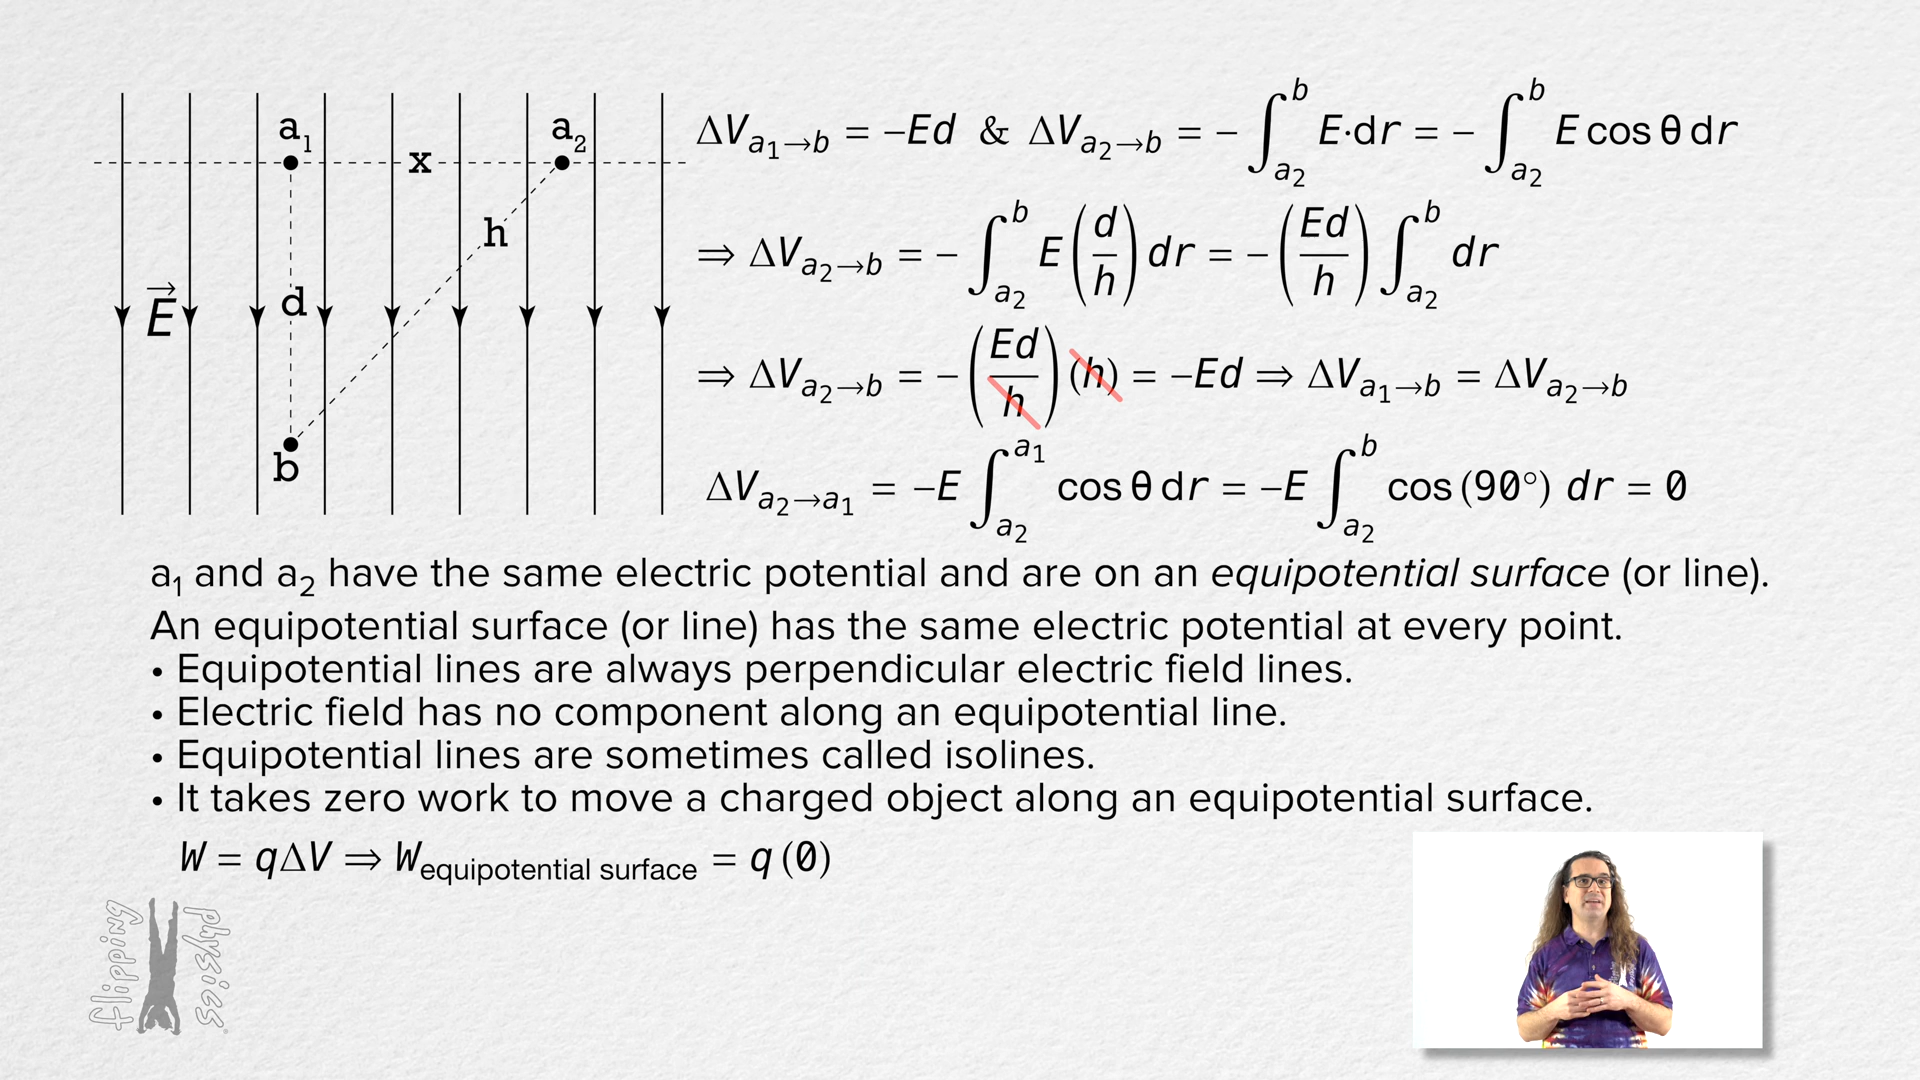 a₁ x a₂
h
d
E⃗
b
ΔV_{a₁→b} = −Ed & ΔV_{a₂→b} = −∫_{a₂}^{b} E·dr = −∫_{a₂}^{b} E cos θ dr
⇒ ΔV_{a₂→b} = −∫_{a₂}^{b} E(d/h) dr = −(Ed/h) ∫_{a₂}^{b} dr
⇒ ΔV_{a₂→b} = −(Ed/h)(h) = −Ed ⇒ ΔV_{a₁→b} = ΔV_{a₂→b}
ΔV_{a₂→a₁} = −E ∫_{a₂}^{a₁} cos θ dr = −E ∫_{a₂}^{b} cos (90°) dr = 0
a₁ and a₂ have the same electric potential and are on an equipotential surface (or line).
An equipotential surface (or line) has the same electric potential at every point.
• Equipotential lines are always perpendicular electric field lines.
• Electric field has no component along an equipotential line.
• Equipotential lines are sometimes called isolines.
• It takes zero work to move a charged object along an equipotential surface.
W = qΔV ⇒ W_{equipotential surface} = q (0)
flipping
physics